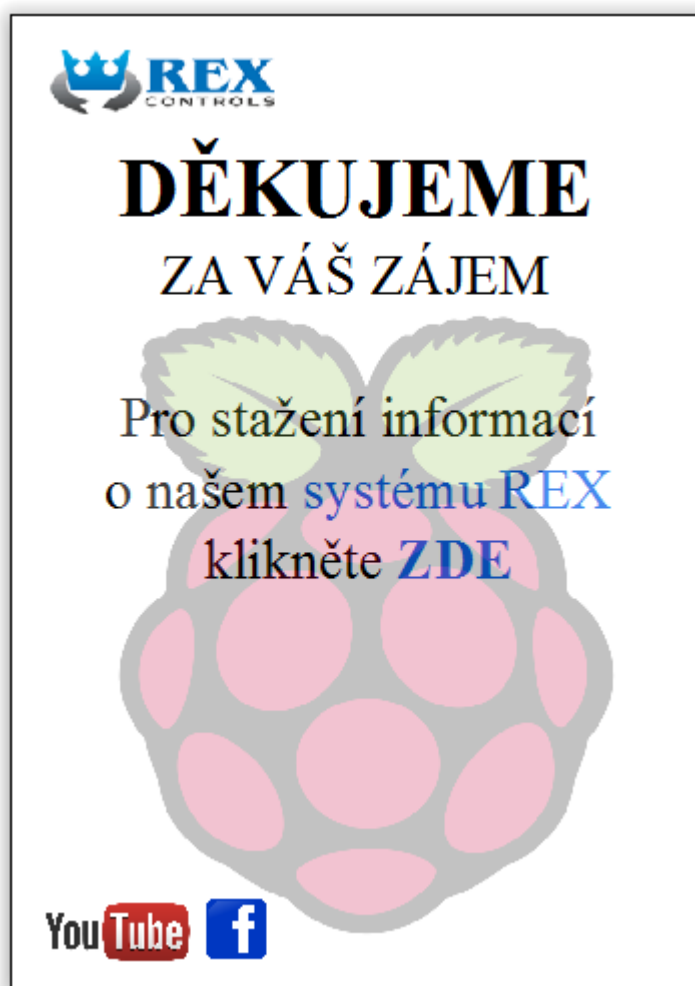 REX
CONTROLS
DĚKUJEME
ZA VÁŠ ZÁJEM
Pro stažení informací
o našem systému REX
klikněte ZDE
YouTube f